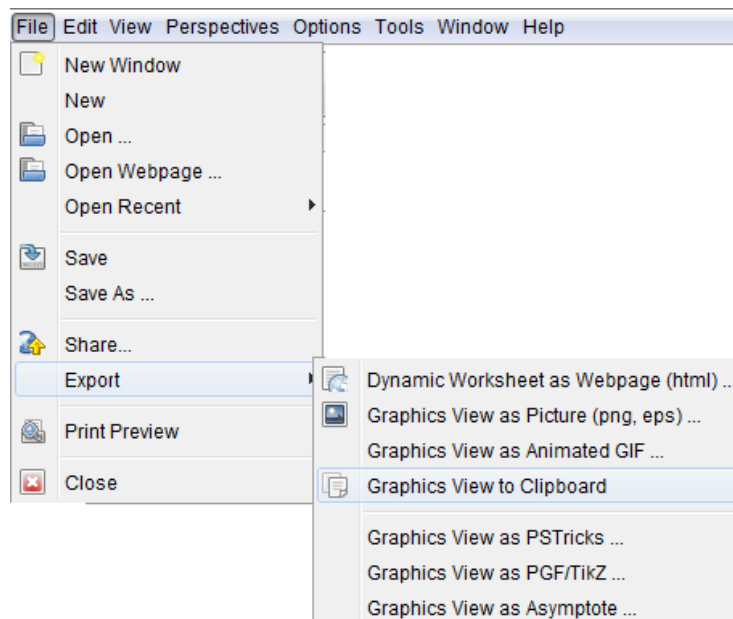 File Edit View Perspectives Options Tools Window Help
New Window
New
Open ...
Open Webpage ...
Open Recent
Save
Save As ...
Share...
Export
Print Preview
Close
Dynamic Worksheet as Webpage (html) ...
Graphics View as Picture (png, eps) ...
Graphics View as Animated GIF ...
Graphics View to Clipboard
Graphics View as PSTricks ...
Graphics View as PGF/TikZ ...
Graphics View as Asymptote ...